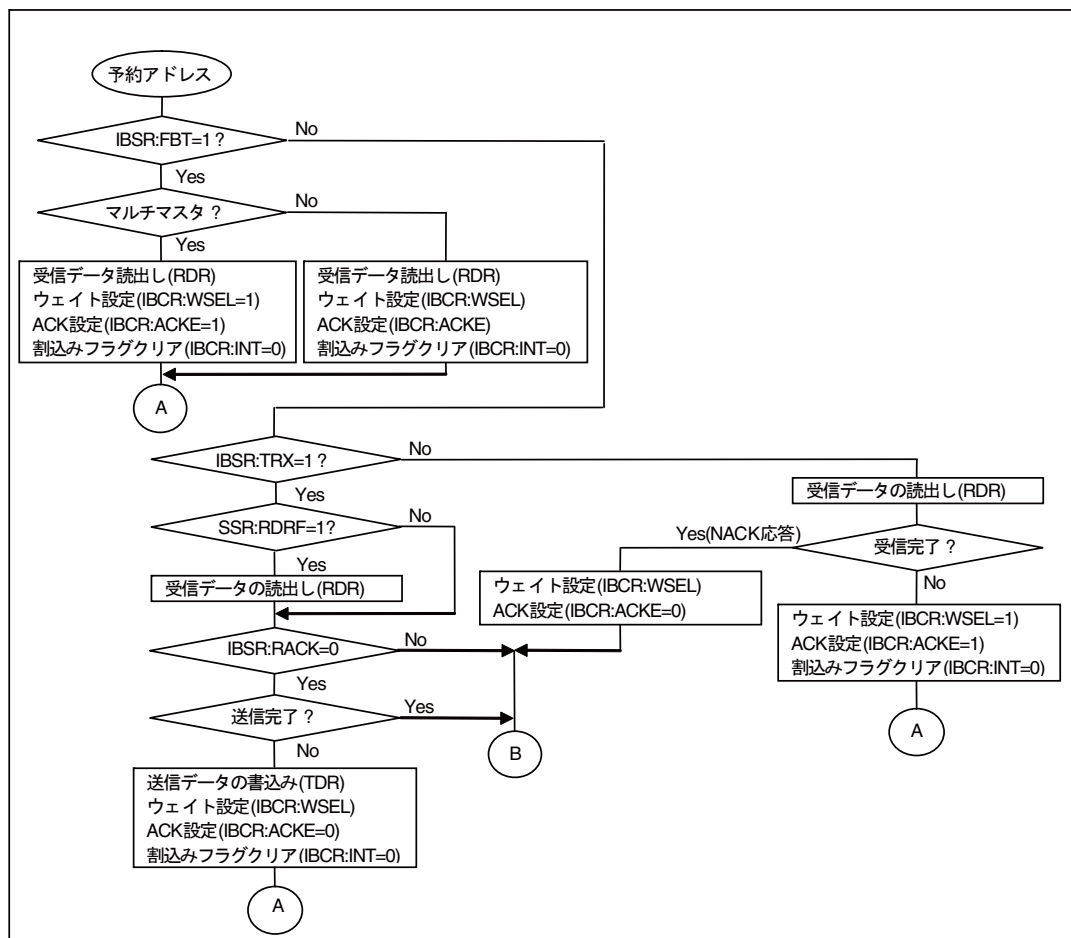 予約アドレス
IBSR:FBT=1 ?
No
Yes
マルチマスタ ?
No
Yes
受信データ読出し(RDR)
ウェイト設定(IBCR:WSEL=1)
ACK設定(IBCR:ACKE=1)
割込みフラグクリア(IBCR:INT=0)
受信データ読出し(RDR)
ウェイト設定(IBCR:WSEL)
ACK設定(IBCR:ACKE)
割込みフラグクリア(IBCR:INT=0)
A
IBSR:TRX=1 ?
No
Yes
受信データの読出し(RDR)
SSR:RDRF=1?
No
Yes
Yes(NACK応答)
受信完了 ?
No
受信データの読出し(RDR)
ウェイト設定(IBCR:WSEL)
ACK設定(IBCR:ACKE=0)
ウェイト設定(IBCR:WSEL=1)
ACK設定(IBCR:ACKE=1)
割込みフラグクリア(IBCR:INT=0)
IBSR:RACK=0
No
Yes
送信完了 ?
Yes
No
B
A
送信データの書込み(TDR)
ウェイト設定(IBCR:WSEL)
ACK設定(IBCR:ACKE=0)
割込みフラグクリア(IBCR:INT=0)
A